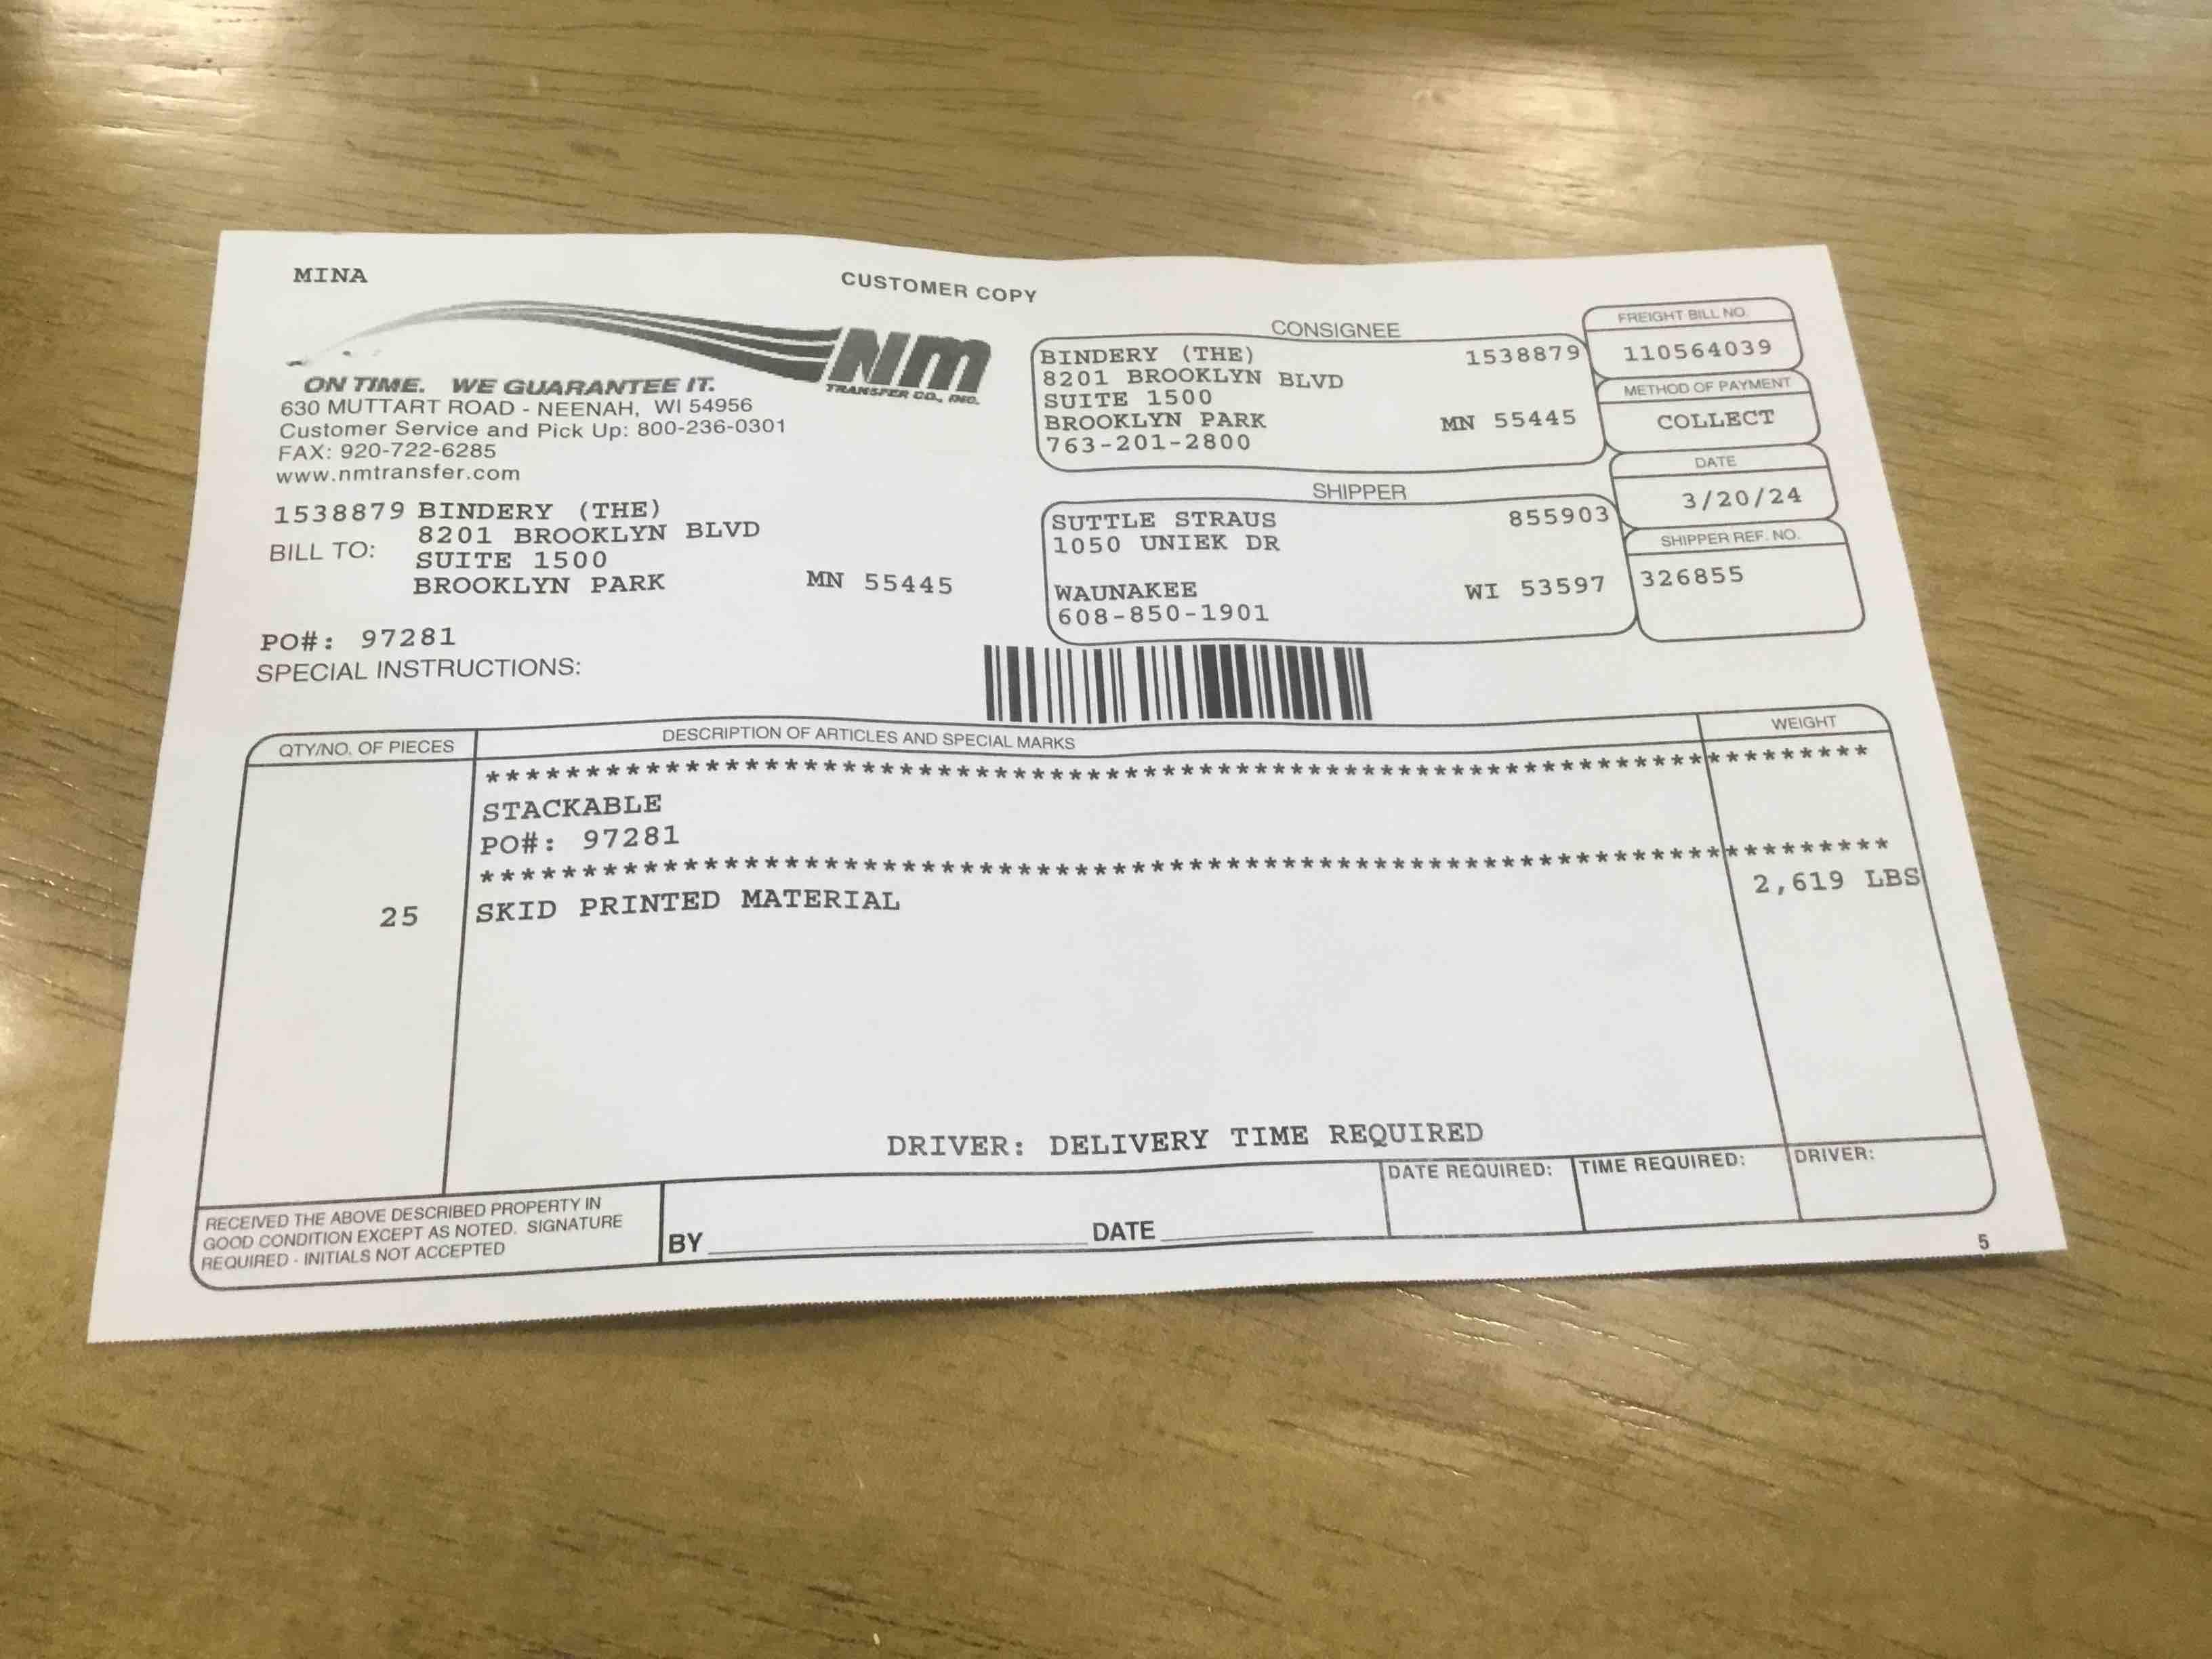 MINA
CUSTOMER COPY
NM
TRANSFER CO., INC.
ON TIME. WE GUARANTEE IT.
630 MUTTART ROAD - NEENAH, WI 54956
Customer Service and Pick Up: 800-236-0301
FAX: 920-722-6285
www.nmtransfer.com
CONSIGNEE
BINDERY (THE) 1538879
8201 BROOKLYN BLVD
SUITE 1500
BROOKLYN PARK MN 55445
763-201-2800
FREIGHT BILL NO.
110564039
METHOD OF PAYMENT
COLLECT
DATE
3/20/24
SHIPPER REF. NO.
326855
SHIPPER
SUTTLE STRAUS 855903
1050 UNIEK DR
WAUNAKEE WI 53597
608-850-1901
1538879 BINDERY (THE)
BILL TO: 8201 BROOKLYN BLVD
SUITE 1500
BROOKLYN PARK MN 55445
PO#: 97281
SPECIAL INSTRUCTIONS:
QTY/NO. OF PIECES DESCRIPTION OF ARTICLES AND SPECIAL MARKS WEIGHT
**********************************************************************
STACKABLE
PO#: 97281
**********************************************************************
25 SKID PRINTED MATERIAL 2,619 LBS
DRIVER: DELIVERY TIME REQUIRED
RECEIVED THE ABOVE DESCRIBED PROPERTY IN
GOOD CONDITION EXCEPT AS NOTED. SIGNATURE
REQUIRED - INITIALS NOT ACCEPTED
BY DATE
DATE REQUIRED: TIME REQUIRED: DRIVER:
5